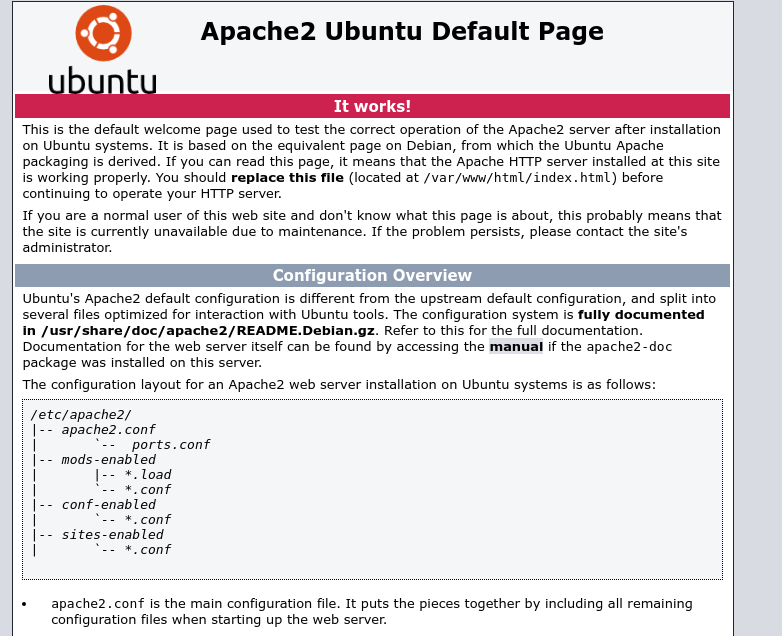 ubuntu
Apache2 Ubuntu Default Page
It works!
This is the default welcome page used to test the correct operation of the Apache2 server after installation
on Ubuntu systems. It is based on the equivalent page on Debian, from which the Ubuntu Apache
packaging is derived. If you can read this page, it means that the Apache HTTP server installed at this site
is working properly. You should replace this file (located at /var/www/html/index.html) before
continuing to operate your HTTP server.
If you are a normal user of this web site and don't know what this page is about, this probably means that
the site is currently unavailable due to maintenance. If the problem persists, please contact the site's
administrator.
Configuration Overview
Ubuntu's Apache2 default configuration is different from the upstream default configuration, and split into
several files optimized for interaction with Ubuntu tools. The configuration system is fully documented
in /usr/share/doc/apache2/README.Debian.gz. Refer to this for the full documentation.
Documentation for the web server itself can be found by accessing the manual if the apache2-doc
package was installed on this server.
The configuration layout for an Apache2 web server installation on Ubuntu systems is as follows:
/etc/apache2/
|-- apache2.conf
|       `--  ports.conf
|-- mods-enabled
|       |-- *.load
|       `-- *.conf
|-- conf-enabled
|       `-- *.conf
|-- sites-enabled
|       `-- *.conf
• apache2.conf is the main configuration file. It puts the pieces together by including all remaining
configuration files when starting up the web server.